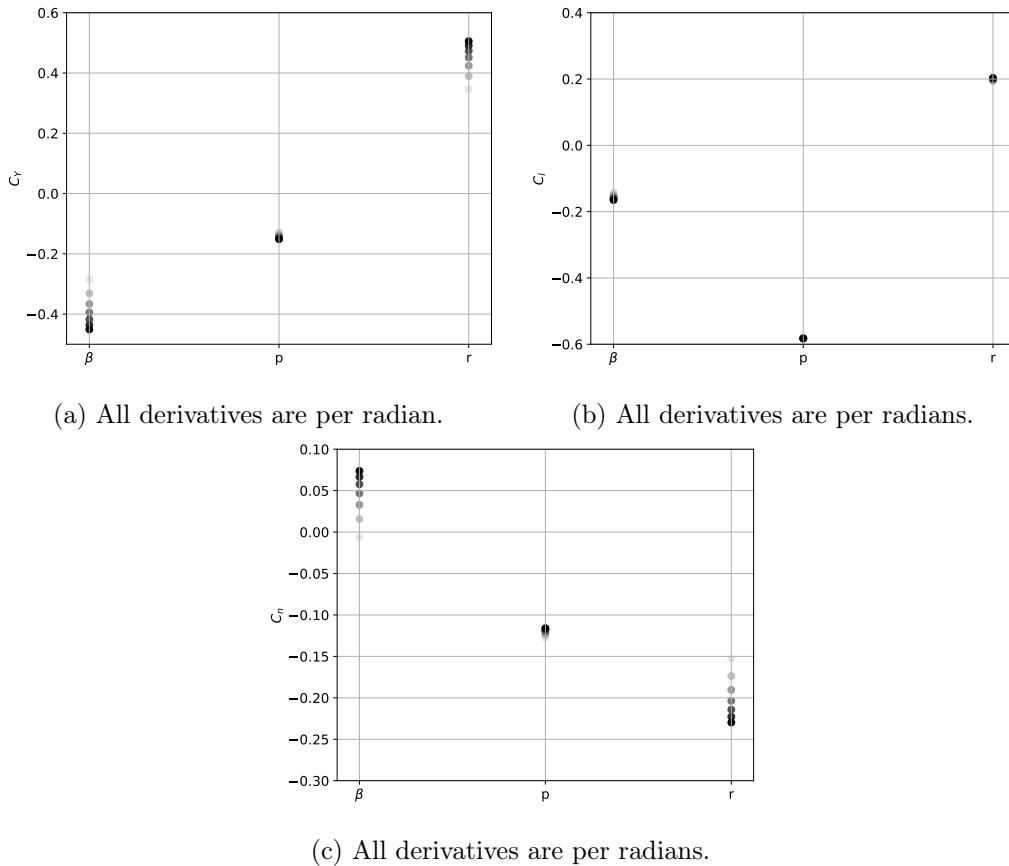 0.6
0.4
0.2
0.0
−0.2
−0.4
C_Y
β p r
(a) All derivatives are per radian.
0.4
0.2
0.0
−0.2
−0.4
−0.6
C_l
β p r
(b) All derivatives are per radians.
0.10
0.05
0.00
−0.05
−0.10
−0.15
−0.20
−0.25
−0.30
C_n
β p r
(c) All derivatives are per radians.